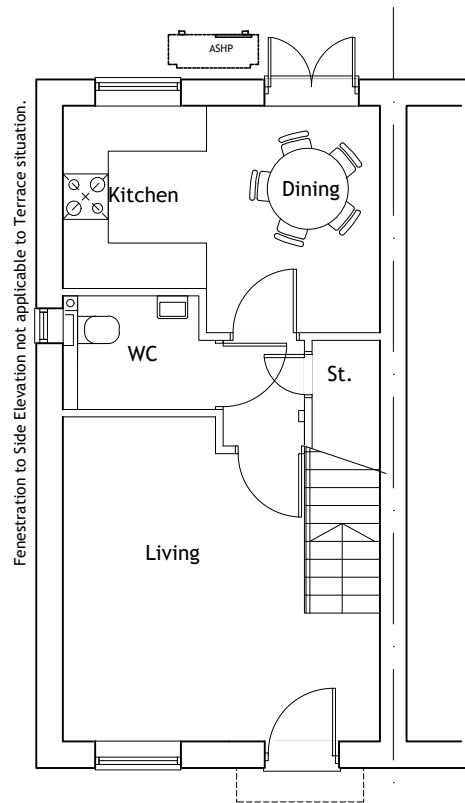 ASHP
Fenestration to Side Elevation not applicable to Terrace situation.
Kitchen
Dining
WC
St.
Living